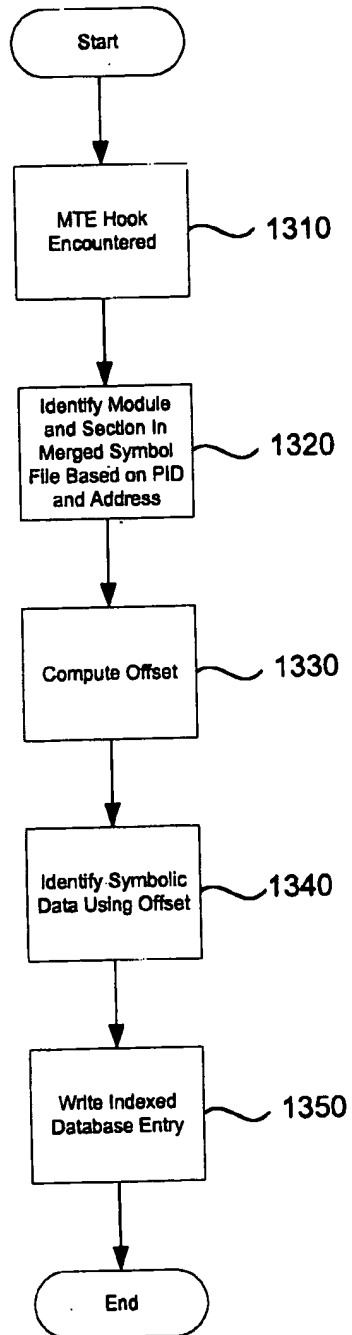 Start
MTE Hook
Encountered
1310
Identify Module
and Section In
Merged Symbol
File Based on PID
and Address
1320
Compute Offset
1330
Identify Symbolic
Data Using Offset
1340
Write Indexed
Database Entry
1350
End